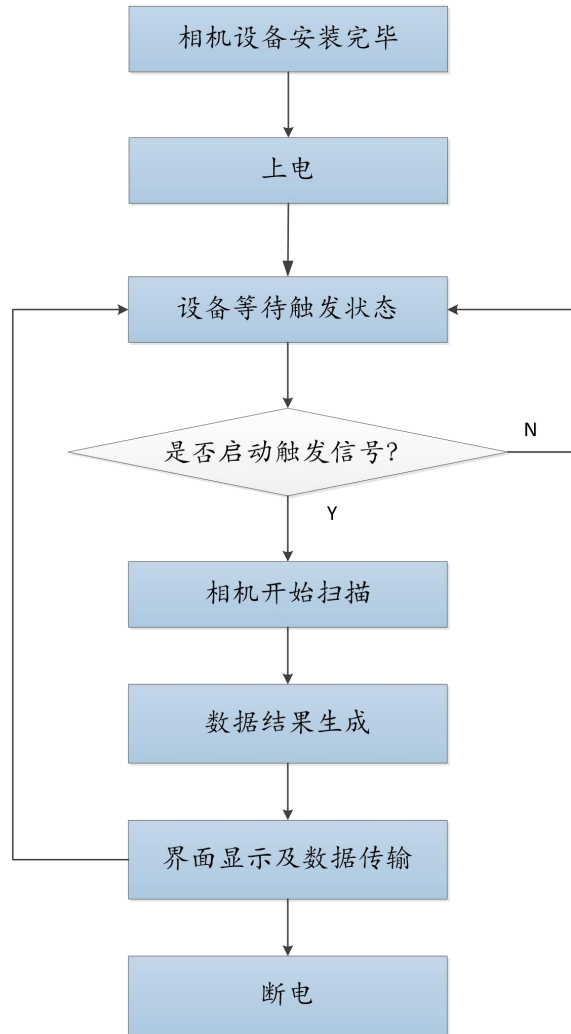 相机设备安装完毕
上电
设备等待触发状态
是否启动触发信号?
N
Y
相机开始扫描
数据结果生成
界面显示及数据传输
断电